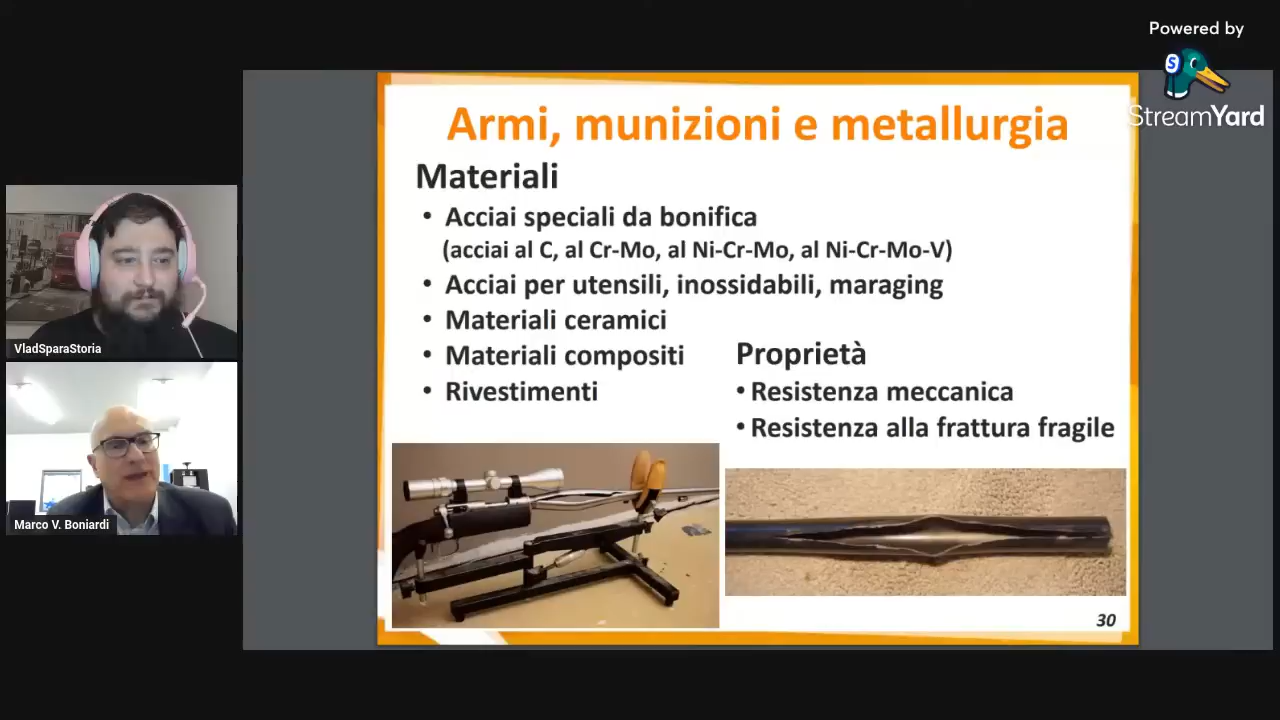 Powered by
StreamYard
Armi, munizioni e metallurgia
Materiali
• Acciai speciali da bonifica
(acciai al C, al Cr-Mo, al Ni-Cr-Mo, al Ni-Cr-Mo-V)
• Acciai per utensili, inossidabili, maraging
• Materiali ceramici
• Materiali compositi
• Rivestimenti
Proprietà
• Resistenza meccanica
• Resistenza alla frattura fragile
30
VladSparaStoria
Marco V. Boniardi